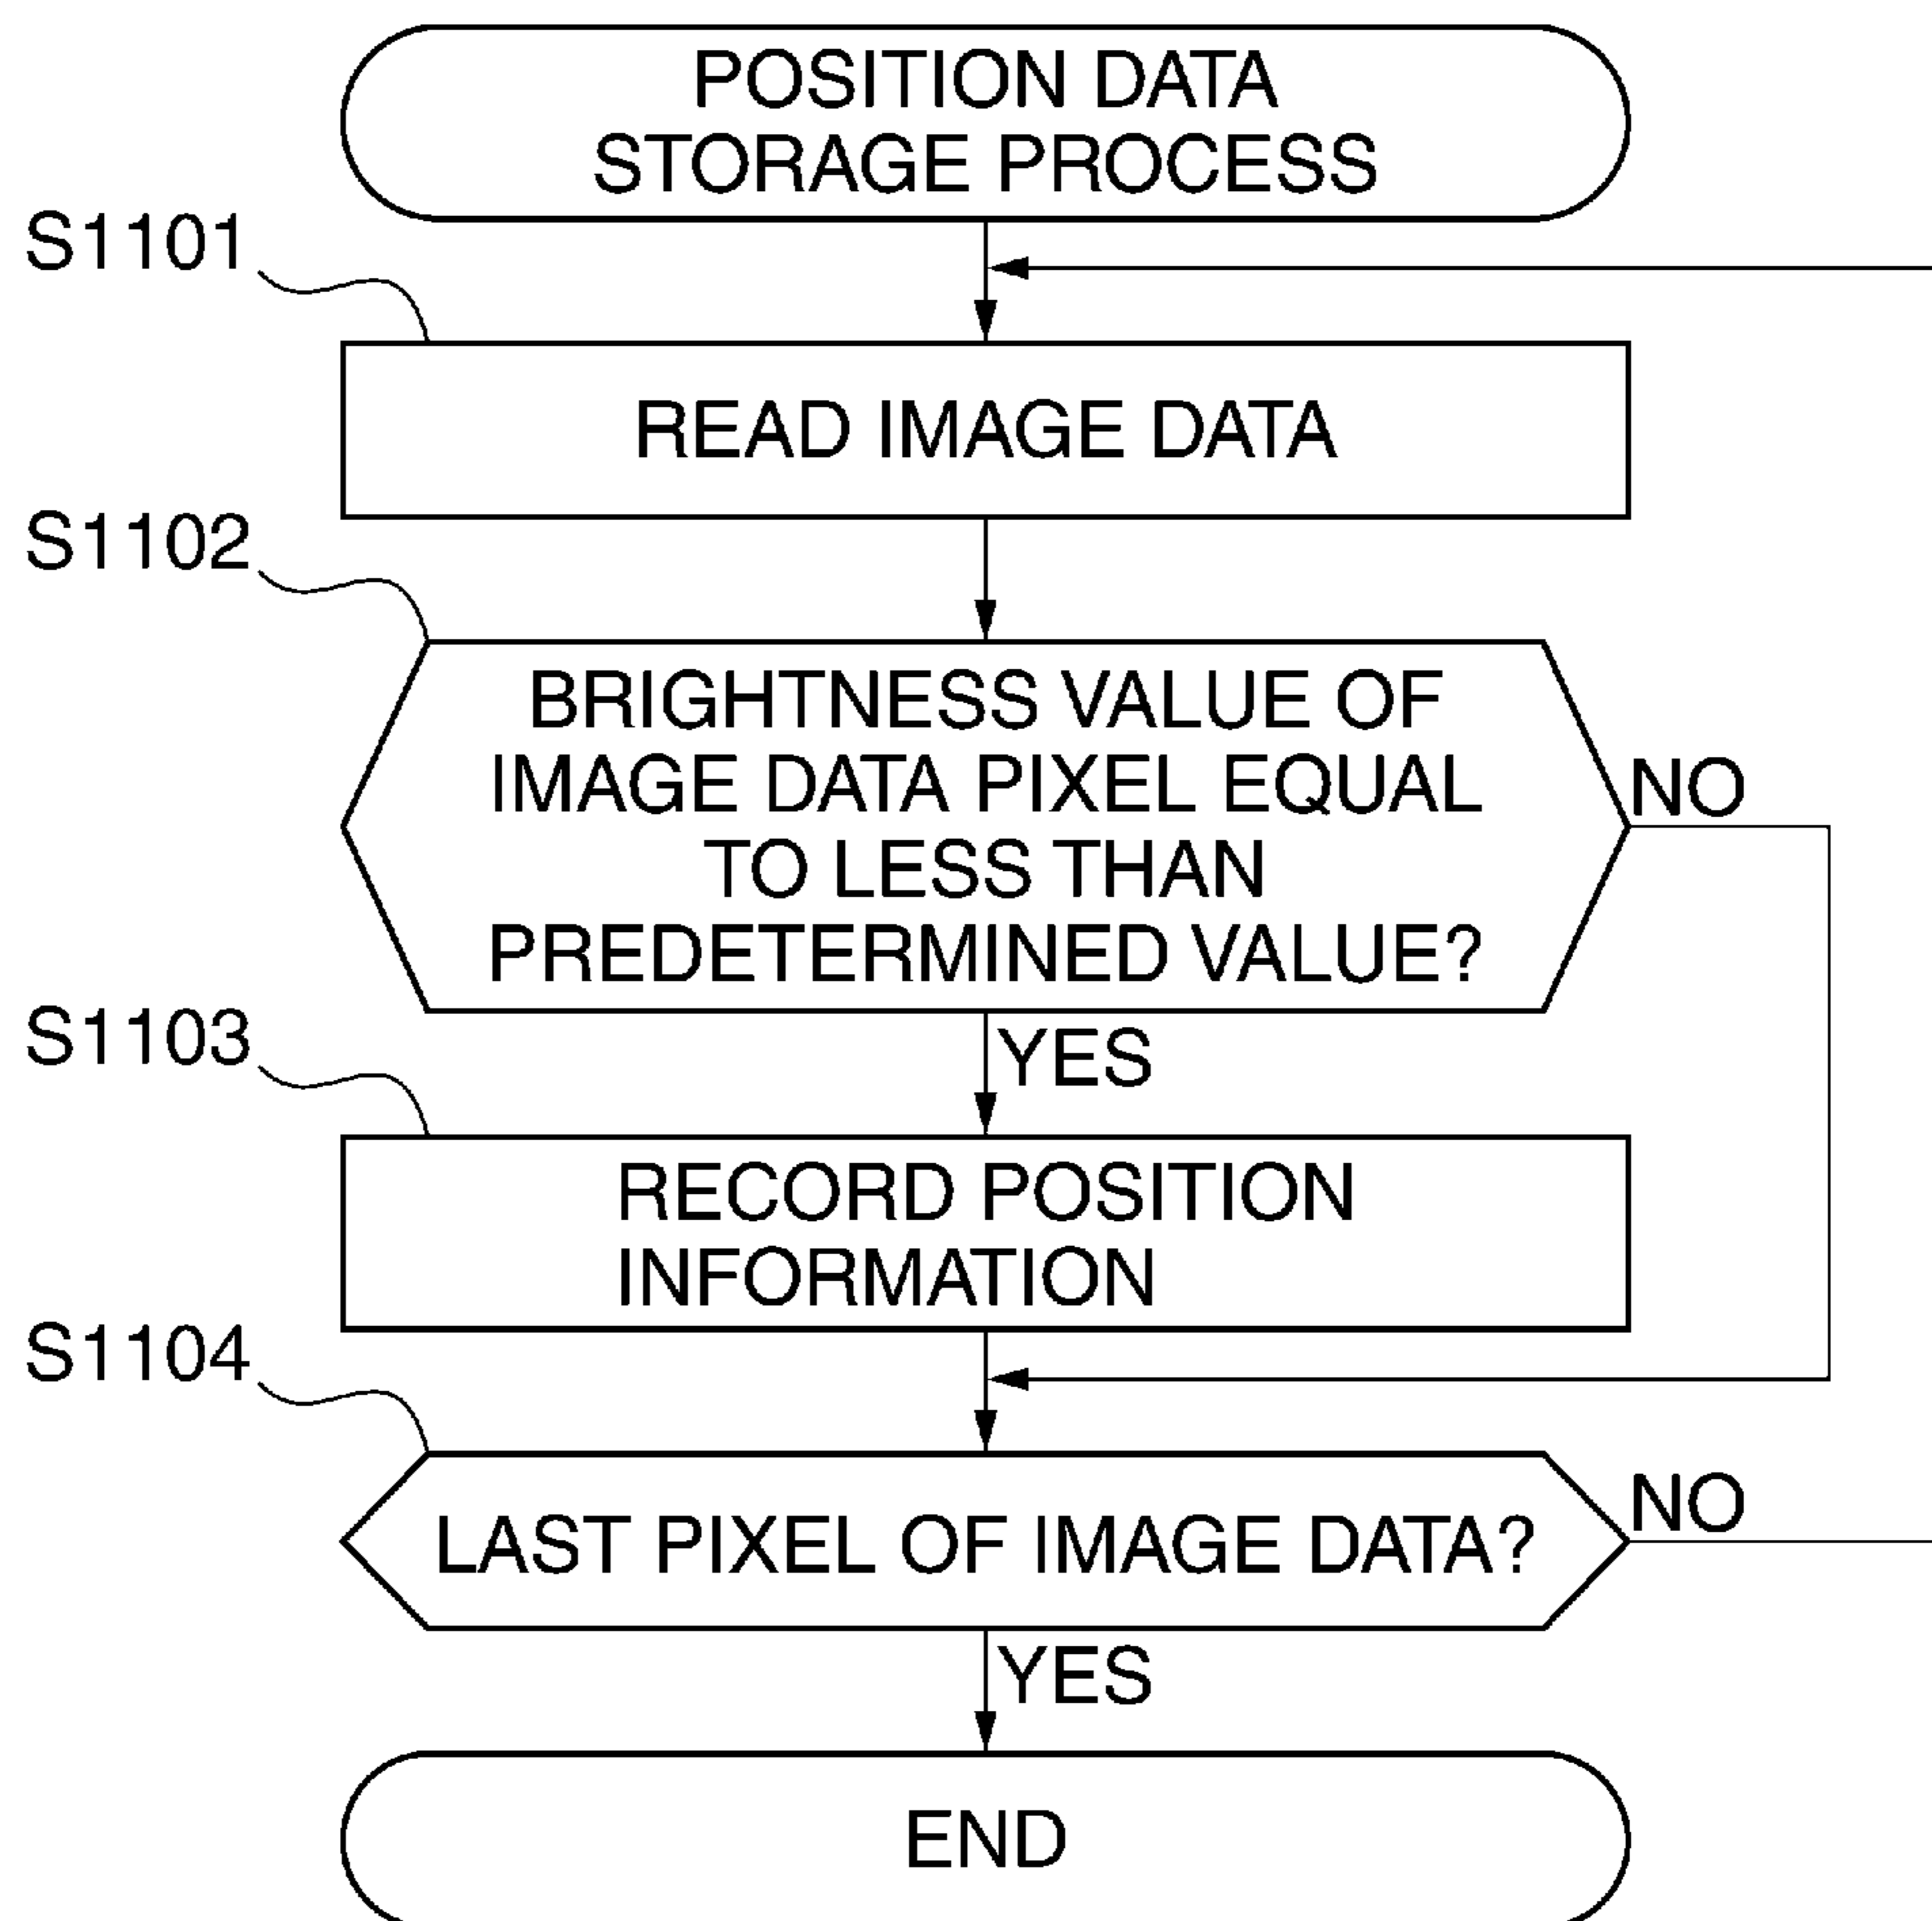 POSITION DATA
STORAGE PROCESS
S1101
READ IMAGE DATA
S1102
BRIGHTNESS VALUE OF
IMAGE DATA PIXEL EQUAL
TO LESS THAN
PREDETERMINED VALUE?
NO
YES
S1103
RECORD POSITION
INFORMATION
S1104
LAST PIXEL OF IMAGE DATA?
NO
YES
END